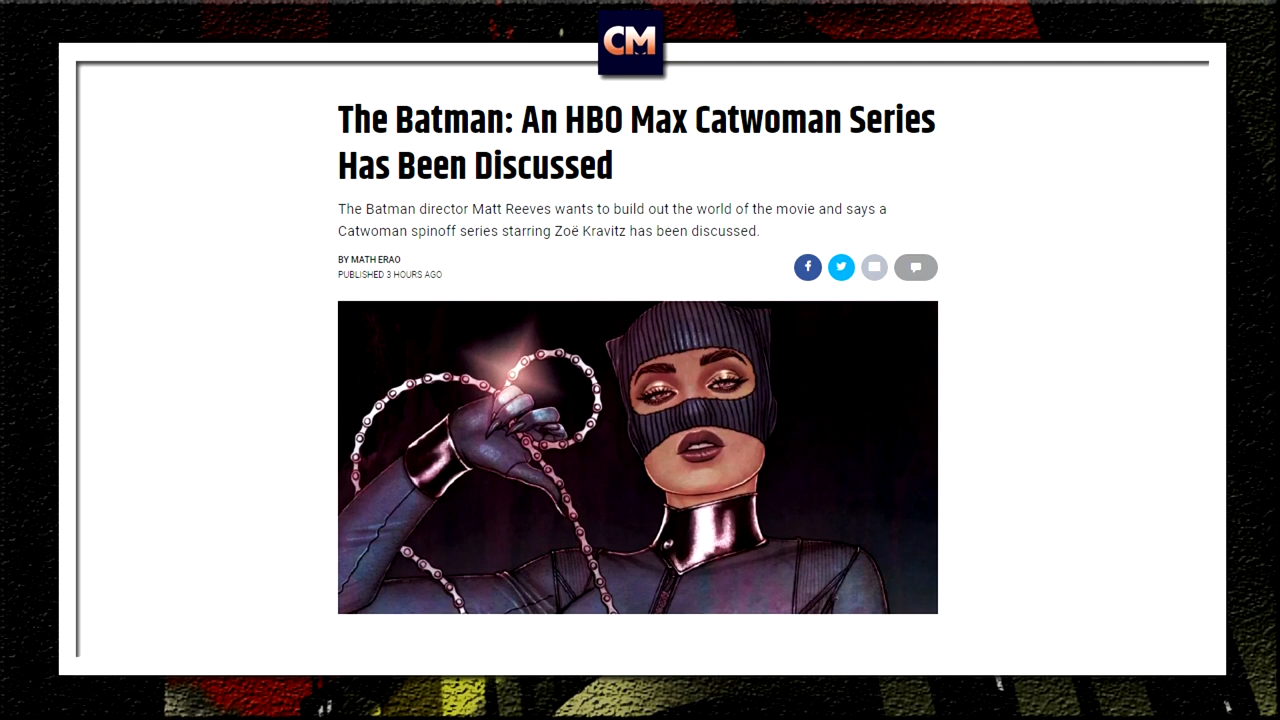 CM
The Batman: An HBO Max Catwoman Series
Has Been Discussed
The Batman director Matt Reeves wants to build out the world of the movie and says a
Catwoman spinoff series starring Zoë Kravitz has been discussed.
BY MATH ERAO
PUBLISHED 3 HOURS AGO